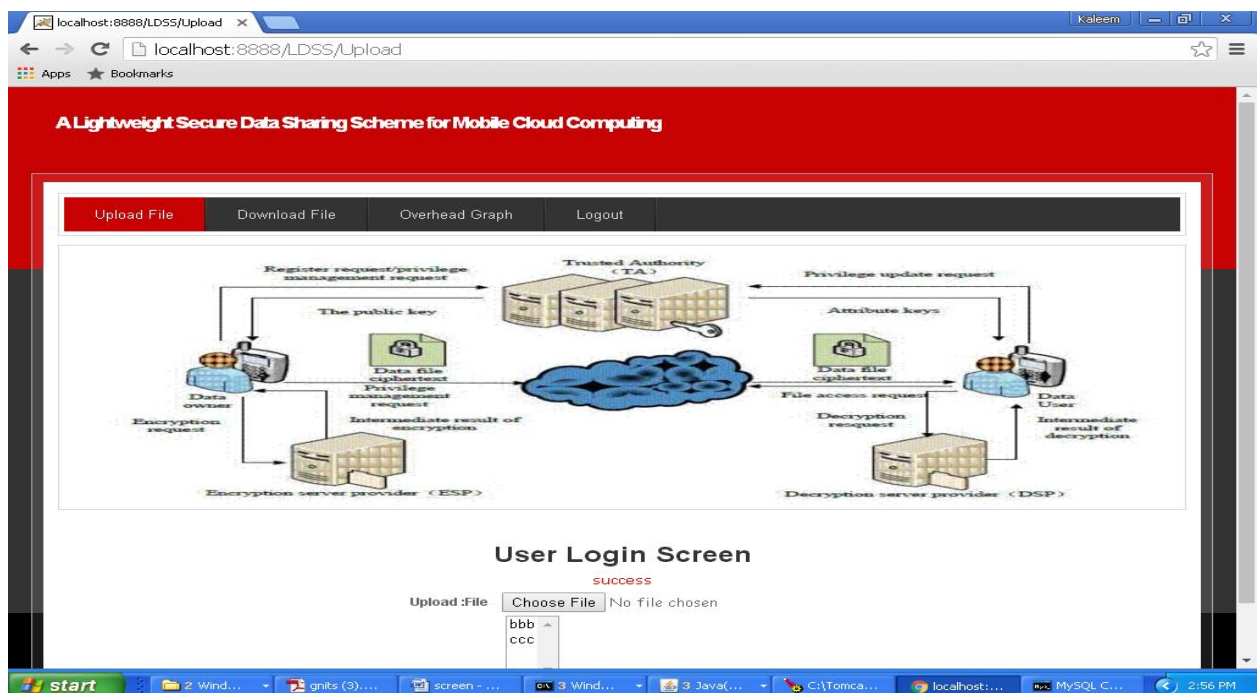 localhost:8888/LDSS/Upload
Kaleem
localhost:8888/LDSS/Upload
Apps Bookmarks
A Lightweight Secure Data Sharing Scheme for Mobile Cloud Computing
Upload File Download File Overhead Graph Logout
Register request/privilege
management request
Trusted Authority
(TA)
Privilege update request
The public key
Attribute keys
Data file
ciphertext
Privilege
management
request
Data file
ciphertext
File access request
Data
owner
Data
User
Encryption
request
Intermediate result of
encryption
Decryption
resquest
Intermediate
result of
decryption
Encryption server provider (ESP)
Decryption server provider (DSP)
User Login Screen
success
Upload :File Choose File No file chosen
bbb
ccc
start 2 Wind... gnits (3).... screen - ... 3 Wind... 3 Java(... C:\Tomca... localhost:... MySQL C... 2:56 PM